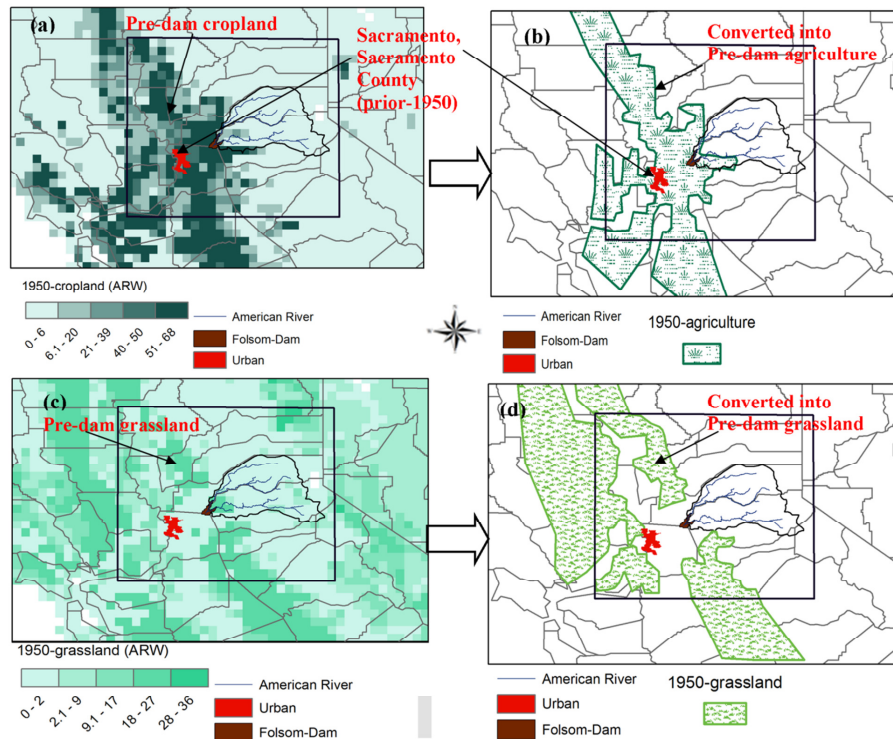 (a)
Pre-dam cropland
Sacramento,
Sacramento
County
(prior-1950)
(b)
Converted into
Pre-dam agriculture
1950-cropland (ARW)
0 - 6
6.1 - 20
21 - 39
40 - 50
51 - 68
American River
Folsom-Dam
Urban
N
American River
Folsom-Dam
Urban
1950-agriculture
(c)
Pre-dam grassland
(d)
Converted into
Pre-dam grassland
1950-grassland (ARW)
0 - 2
2.1 - 9
9.1 - 17
18 - 27
28 - 36
American River
Urban
Folsom-Dam
American River
Urban
Folsom-Dam
1950-grassland